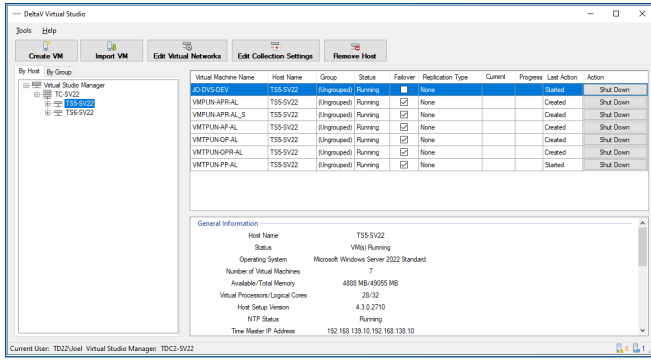 DeltaV Virtual Studio
Tools Help
Create VM Import VM Edit Virtual Networks Edit Collection Settings Remove Host
By Host By Group
Virtual Studio Manager
TC-SV22
TS5-SV22
TS6-SV22
Virtual Machine Name Host Name Group Status Failover Replication Type Current Progress Last Action Action
JO-DVS-DEV TS5-SV22 (Ungrouped) Running None Started Shut Down
VMPUN-APR-AL TS5-SV22 (Ungrouped) Running None Created Shut Down
VMPUN-APR-AL_S TS5-SV22 (Ungrouped) Running None Created Shut Down
VMTPUN-AP-AL TS5-SV22 (Ungrouped) Running None Created Shut Down
VMTPUN-OP-AL TS5-SV22 (Ungrouped) Running None Created Shut Down
VMTPUN-OPR-AL TS5-SV22 (Ungrouped) Running None Created Shut Down
VMTPUN-PP-AL TS5-SV22 (Ungrouped) Running None Started Shut Down
General Information
Host Name TS5-SV22
Status VM(s) Running
Operating System Microsoft Windows Server 2022 Standard
Number of Virtual Machines 7
Available/Total Memory 4888 MB/49055 MB
Virtual Processors/Logical Cores 28/32
Host Setup Version 4.3.0.2710
NTP Status Running
Time Master IP Address 192.168.139.10,192.168.138.10
Current User: TD22\Joel Virtual Studio Manager: TDC2-SV22 6 1